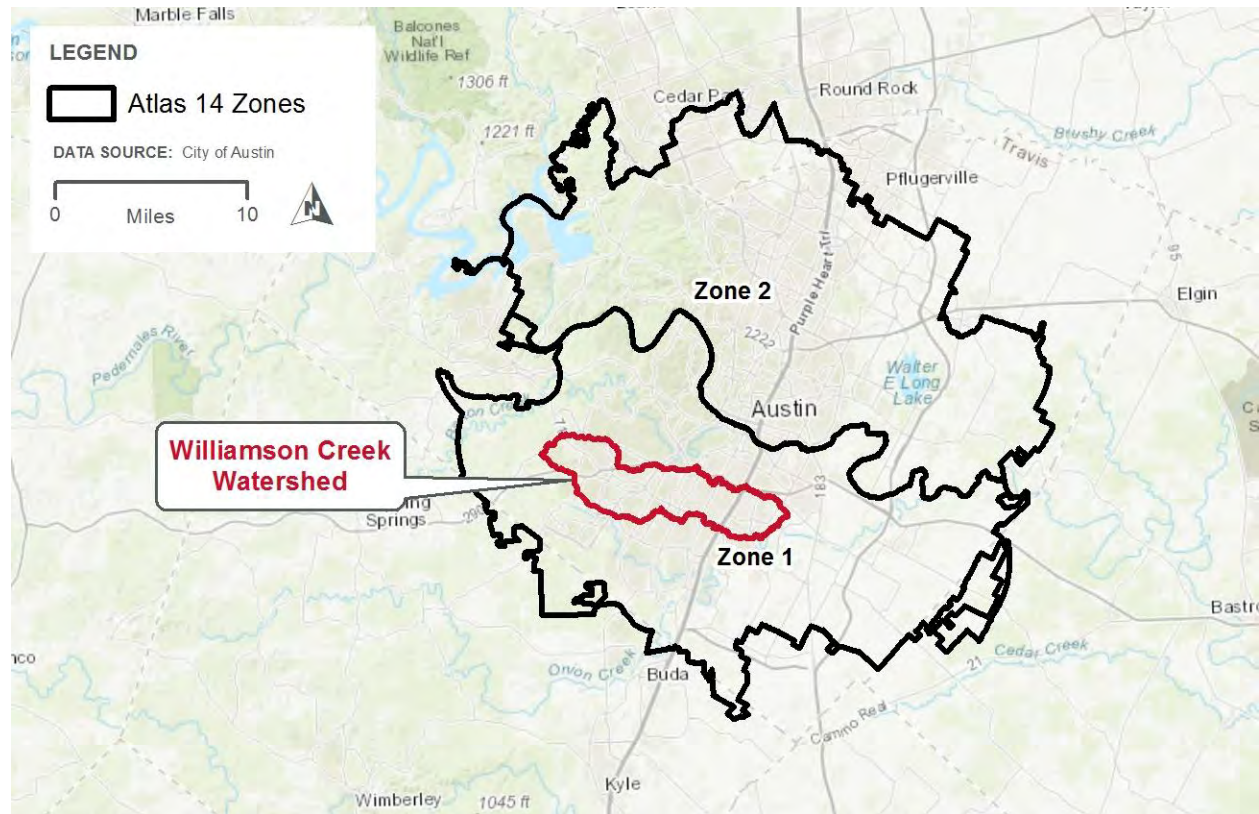 Marble Falls
Balcones
Nat'l
Wildlife Ref
LEGEND
Atlas 14 Zones
DATA SOURCE: City of Austin
0 Miles 10
N
1306 ft
1221 ft
Cedar Park
Round Rock
Brushy Creek
Travis
Pflugerville
95
Elgin
Zone 2
Purple Heart Trl
2222
Walter
E Long
Lake
Pedernales River
Austin
Williamson Creek
Watershed
Springs
290
183
Zone 1
Buda
21
Cedar Creek
Camino Real
Kyle
Wimberley
1045 ft